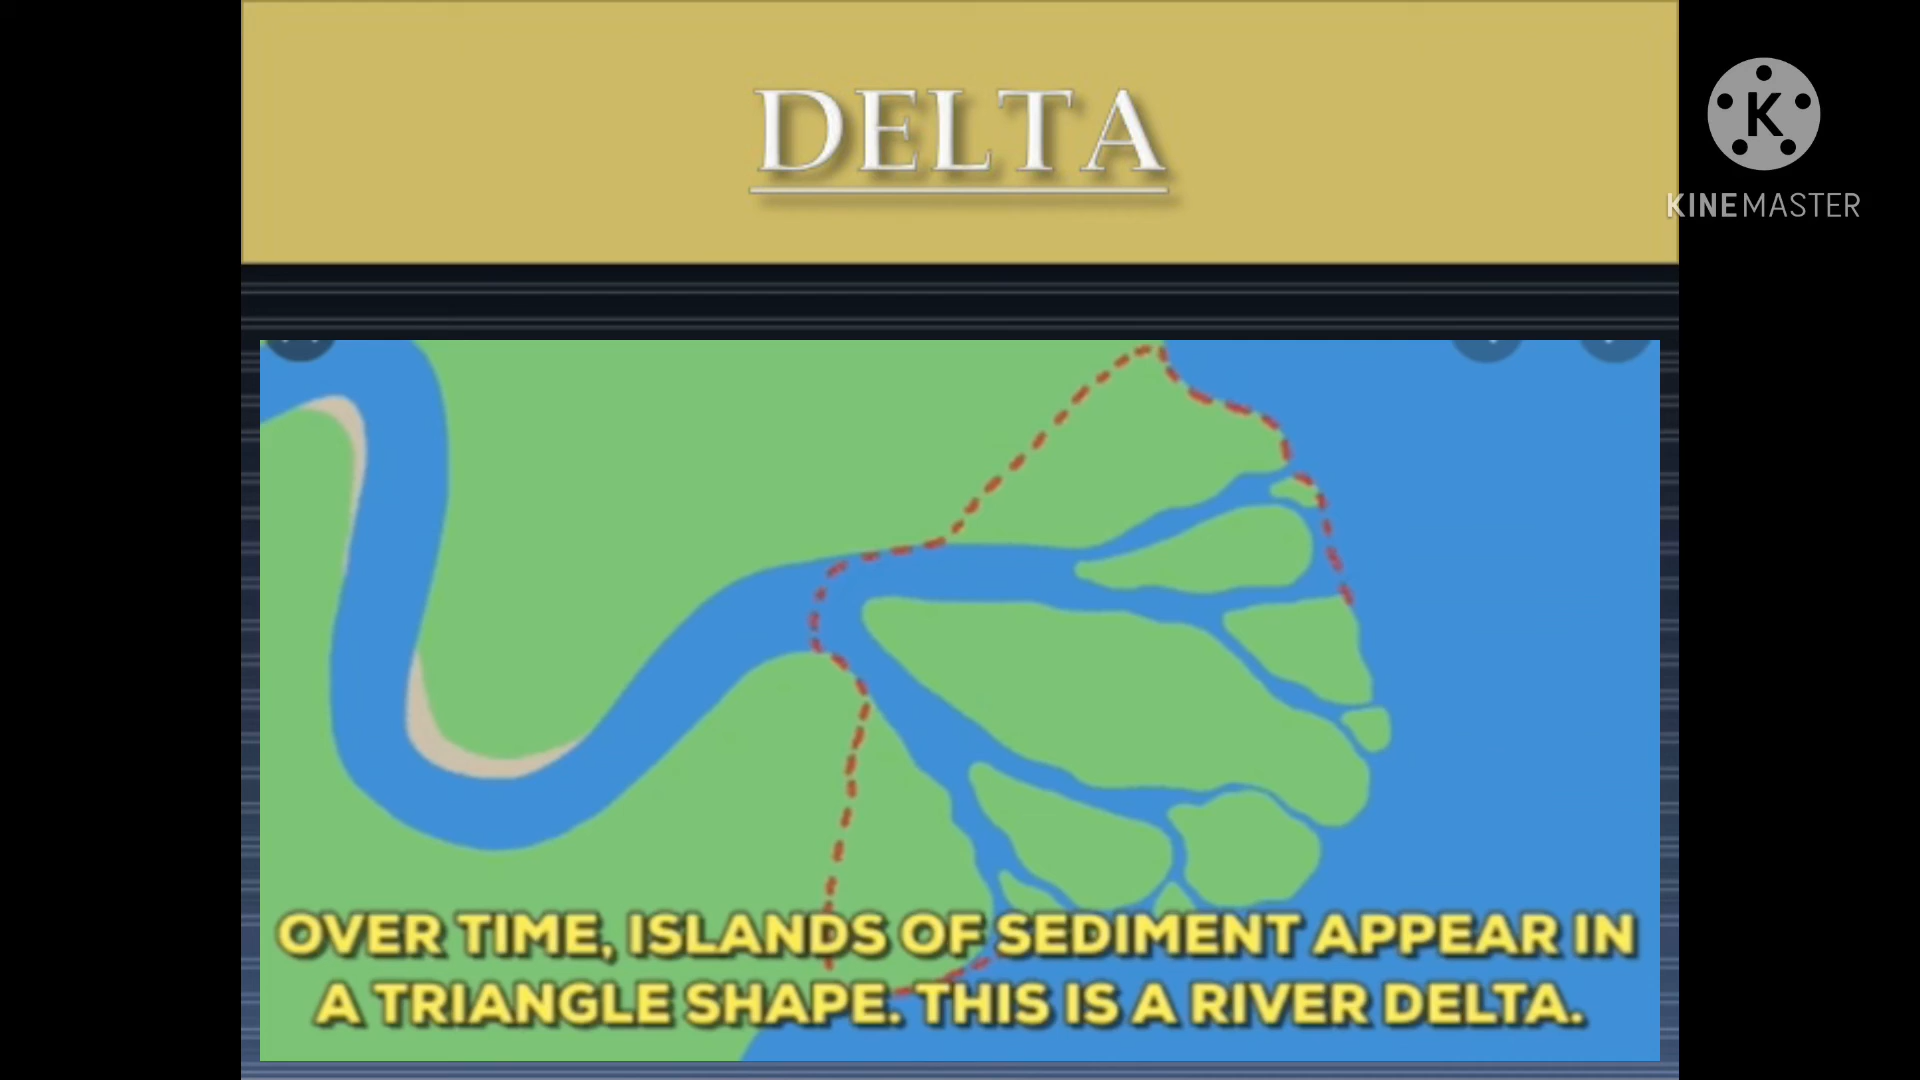 DELTA
K
KINEMASTER
OVER TIME, ISLANDS OF SEDIMENT APPEAR IN
A TRIANGLE SHAPE. THIS IS A RIVER DELTA.